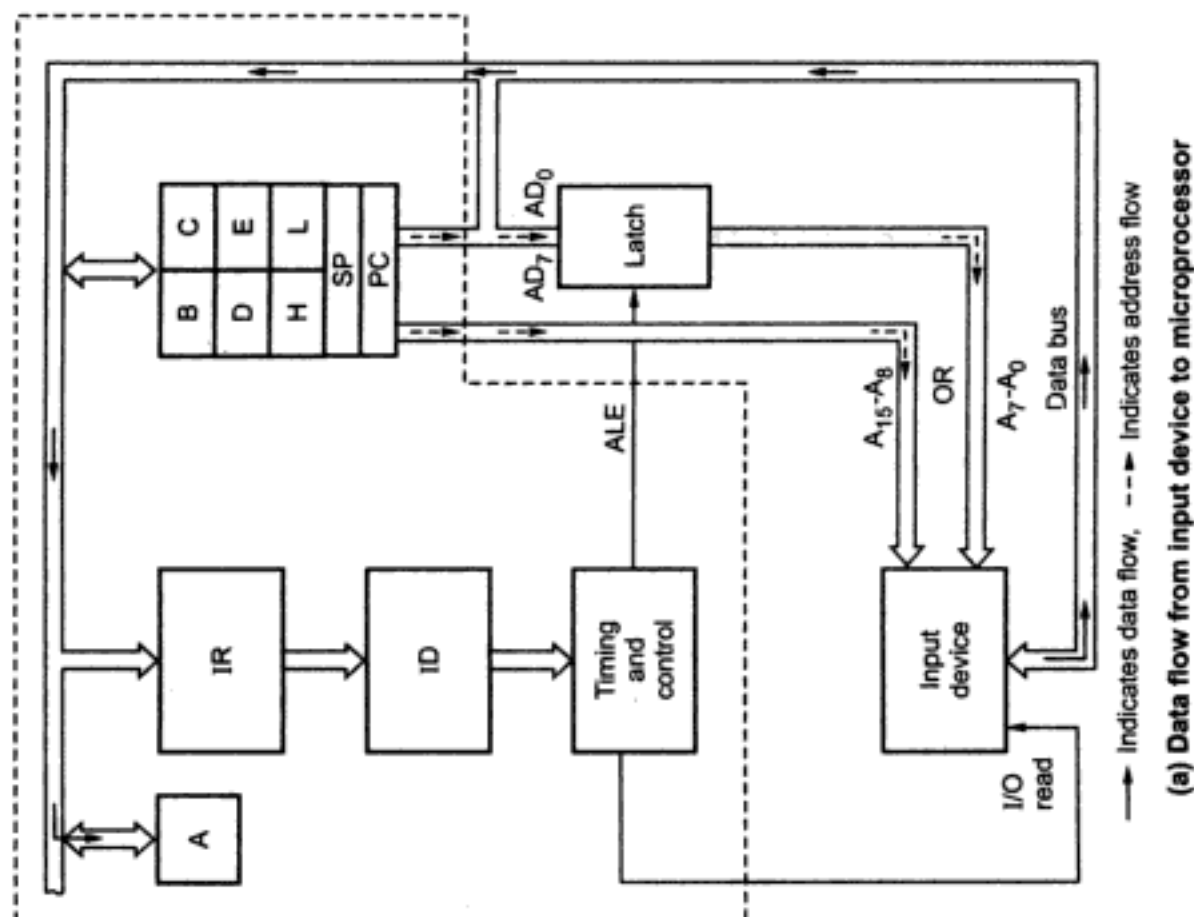 A
IR
ID
Timing
and
control
B C
D E
H L
SP
PC
ALE
AD7 AD0
Latch
I/O
read
Input
device
A15-A8
OR
A7-A0
Data bus
Indicates data flow, Indicates address flow
(a) Data flow from input device to microprocessor